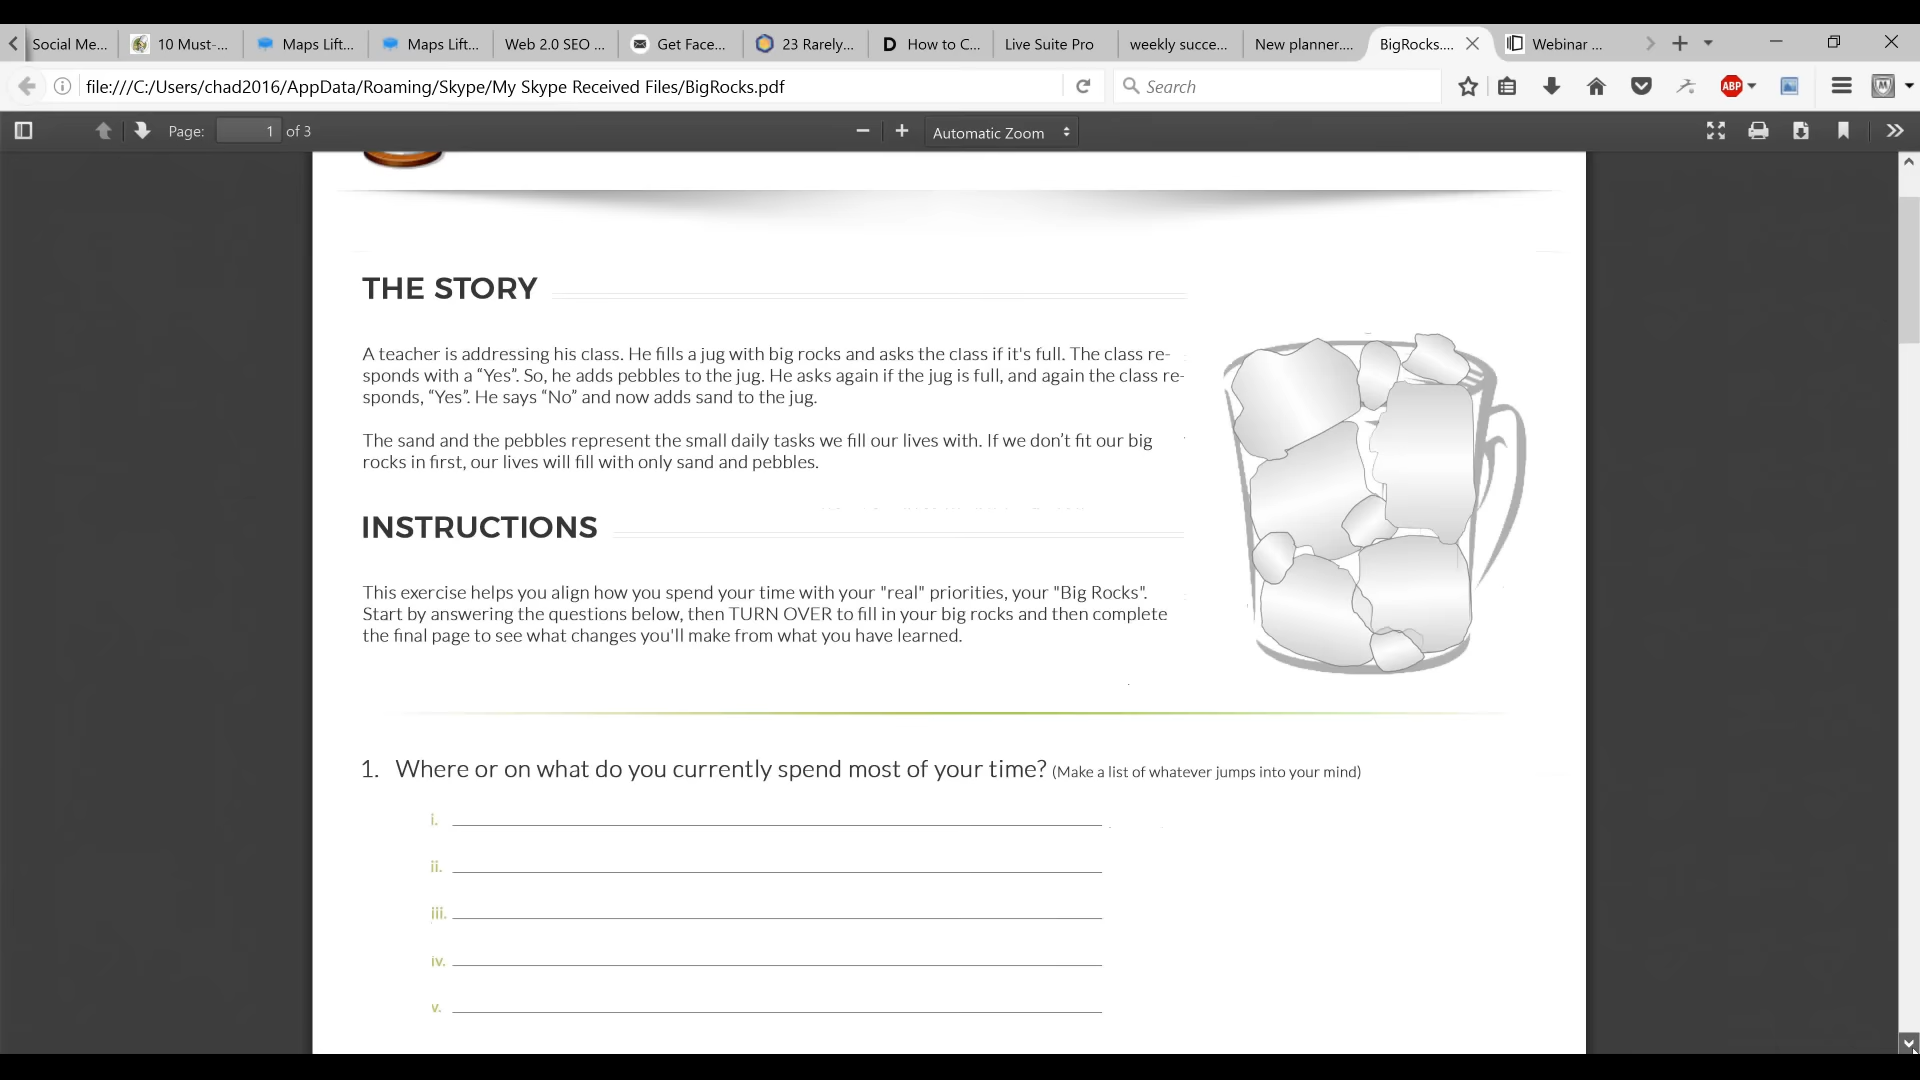 Social Me...
10 Must-...
Maps Lift...
Maps Lift...
Web 2.0 SEO ...
Get Face...
23 Rarely...
D How to C...
Live Suite Pro
weekly succe...
New planner....
BigRocks....
Webinar ...
file:///C:/Users/chad2016/AppData/Roaming/Skype/My Skype Received Files/BigRocks.pdf
Search
ABP
Page: 1 of 3
Automatic Zoom
THE STORY
A teacher is addressing his class. He fills a jug with big rocks and asks the class if it's full. The class re-
sponds with a “Yes”. So, he adds pebbles to the jug. He asks again if the jug is full, and again the class re-
sponds, “Yes”. He says “No” and now adds sand to the jug.
The sand and the pebbles represent the small daily tasks we fill our lives with. If we don’t fit our big
rocks in first, our lives will fill with only sand and pebbles.
INSTRUCTIONS
This exercise helps you align how you spend your time with your "real" priorities, your "Big Rocks".
Start by answering the questions below, then TURN OVER to fill in your big rocks and then complete
the final page to see what changes you'll make from what you have learned.
1. Where or on what do you currently spend most of your time? (Make a list of whatever jumps into your mind)
i.
ii.
iii.
iv.
v.